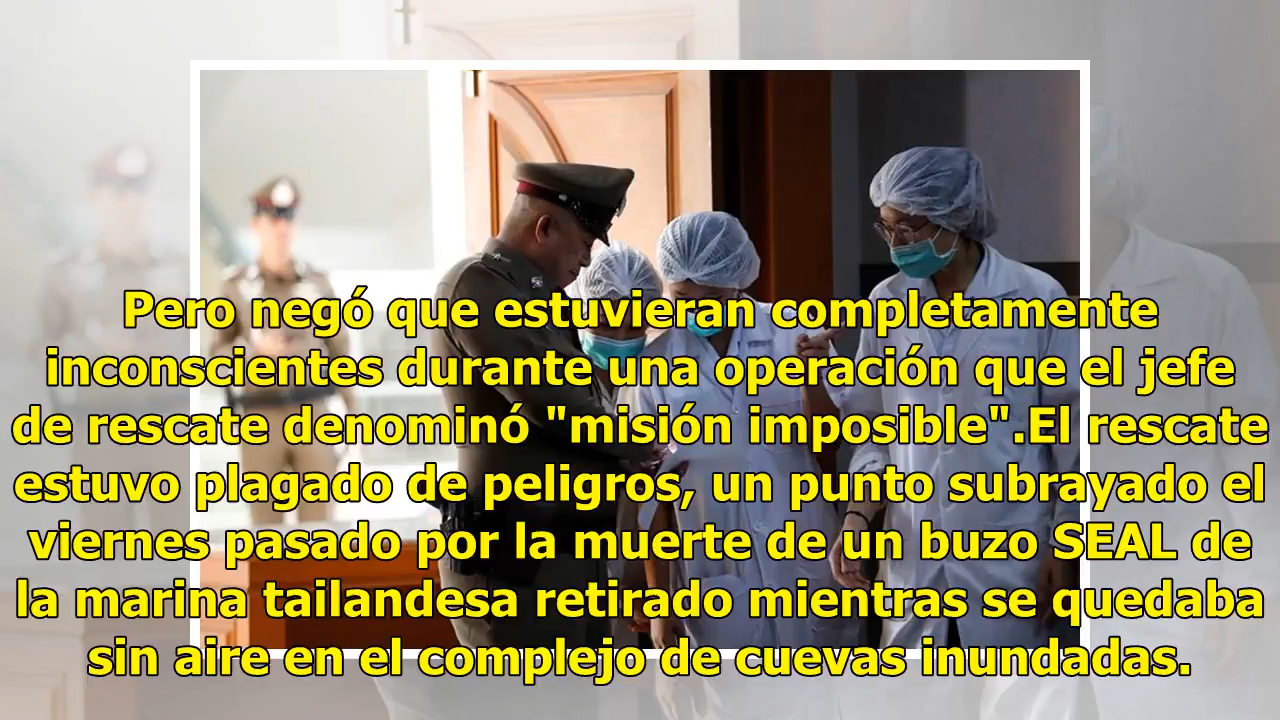 Pero negó que estuvieran completamente
inconscientes durante una operación que el jefe
de rescate denominó "misión imposible".El rescate
estuvo plagado de peligros, un punto subrayado el
viernes pasado por la muerte de un buzo SEAL de
la marina tailandesa retirado mientras se quedaba
sin aire en el complejo de cuevas inundadas.